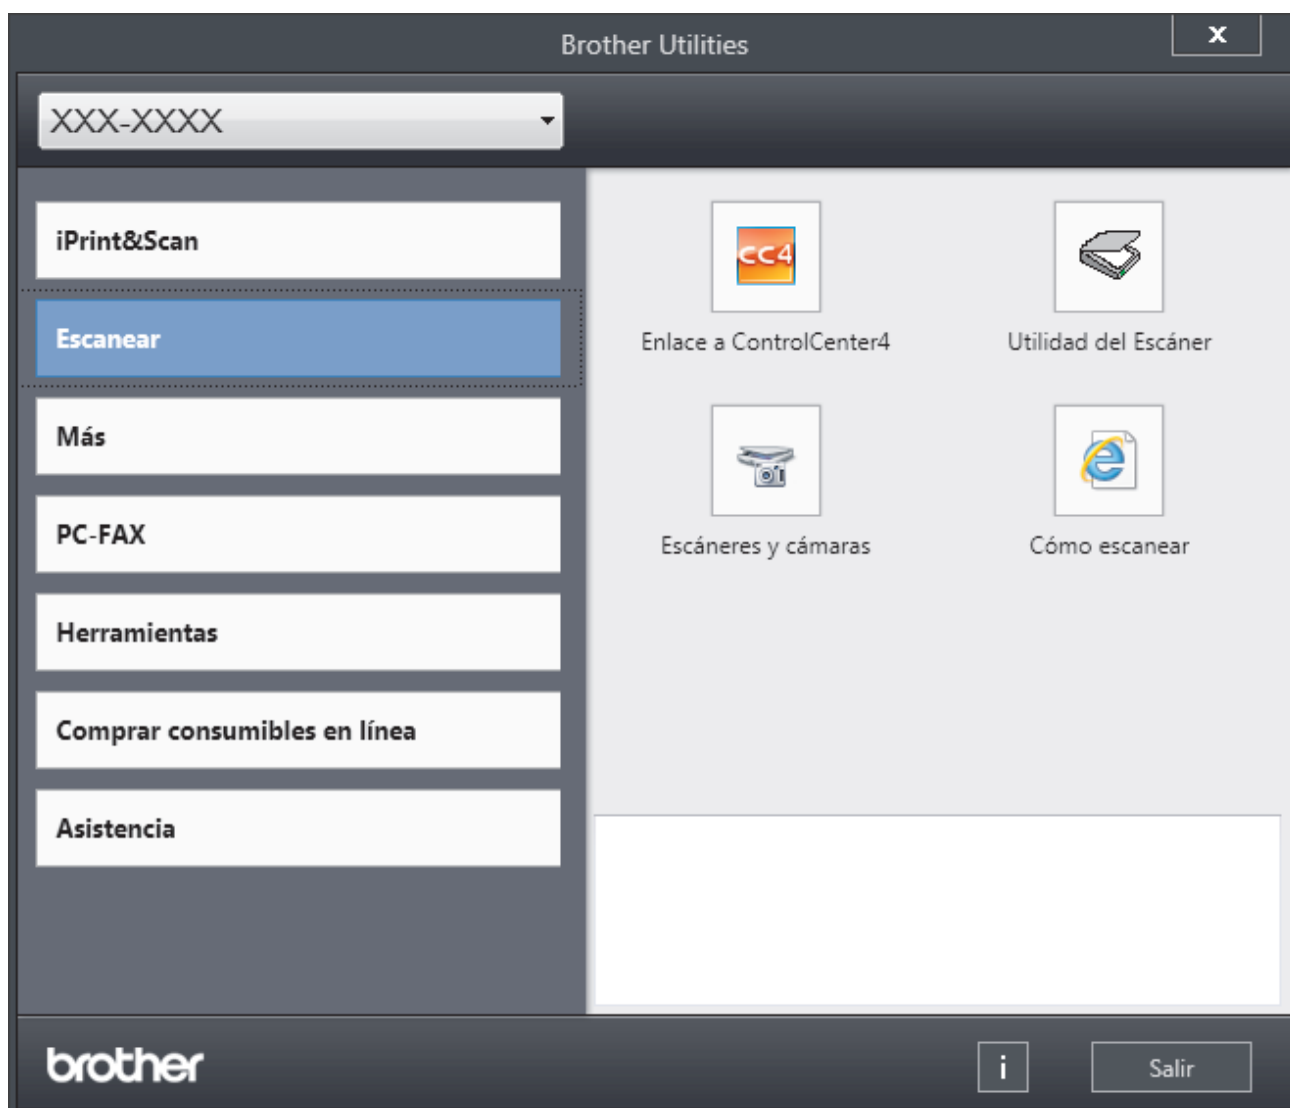 Brother Utilities
x
XXX-XXXX
iPrint&Scan
Escanear
Más
PC-FAX
Herramientas
Comprar consumibles en línea
Asistencia
CC4
Enlace a ControlCenter4
Utilidad del Escáner
Escáneres y cámaras
Cómo escanear
brother
i
Salir